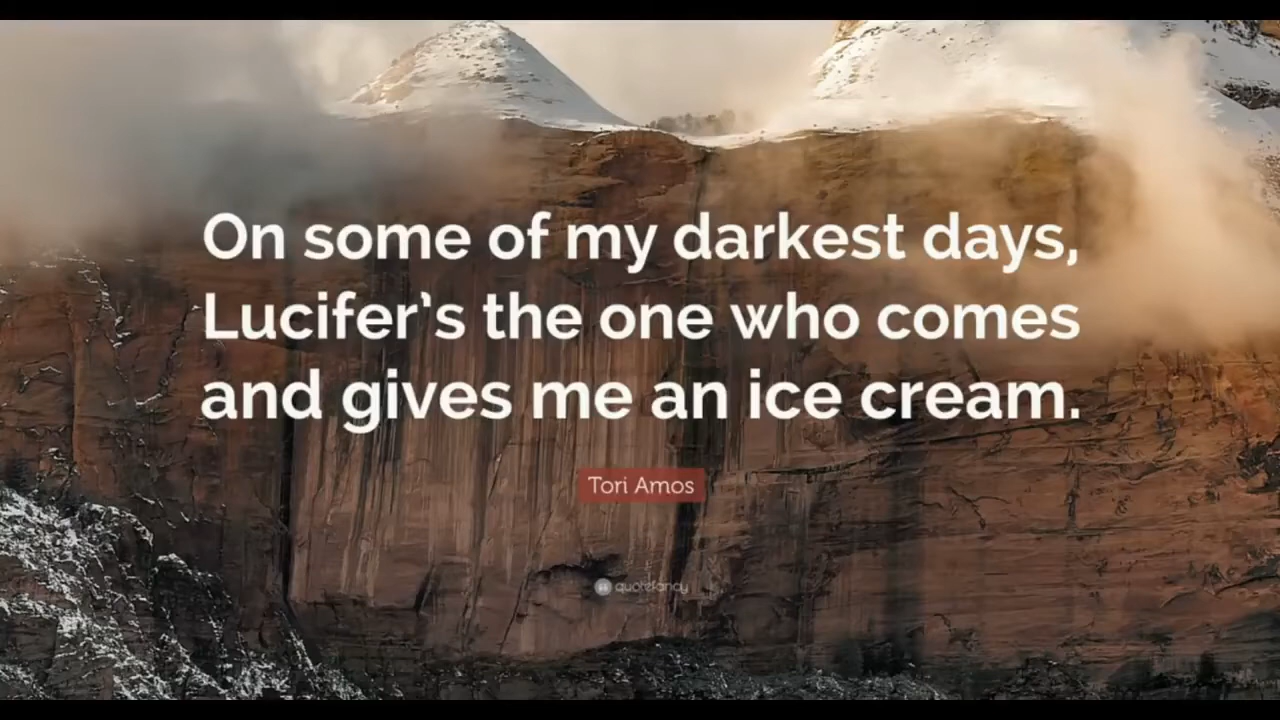 On some of my darkest days,
Lucifer’s the one who comes
and gives me an ice cream.
Tori Amos
quotefancy